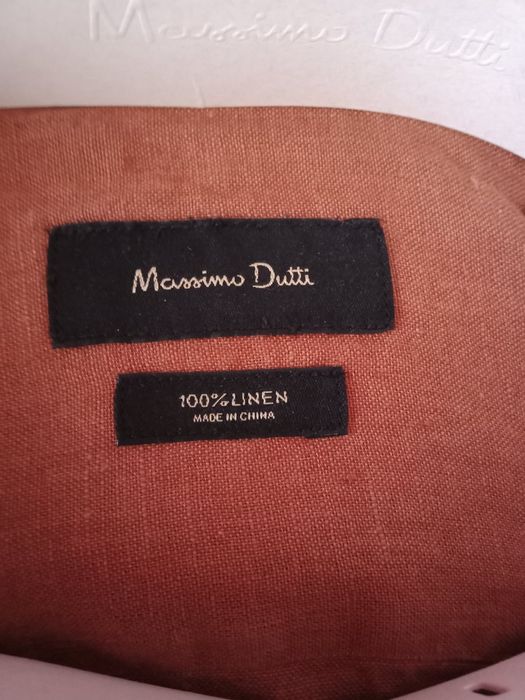 Massimo Dutti
Massimo Dutti
100% LINEN
MADE IN CHINA